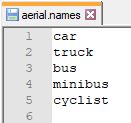 aerial.names
1 car
2 truck
3 bus
4 minibus
5 cyclist
6